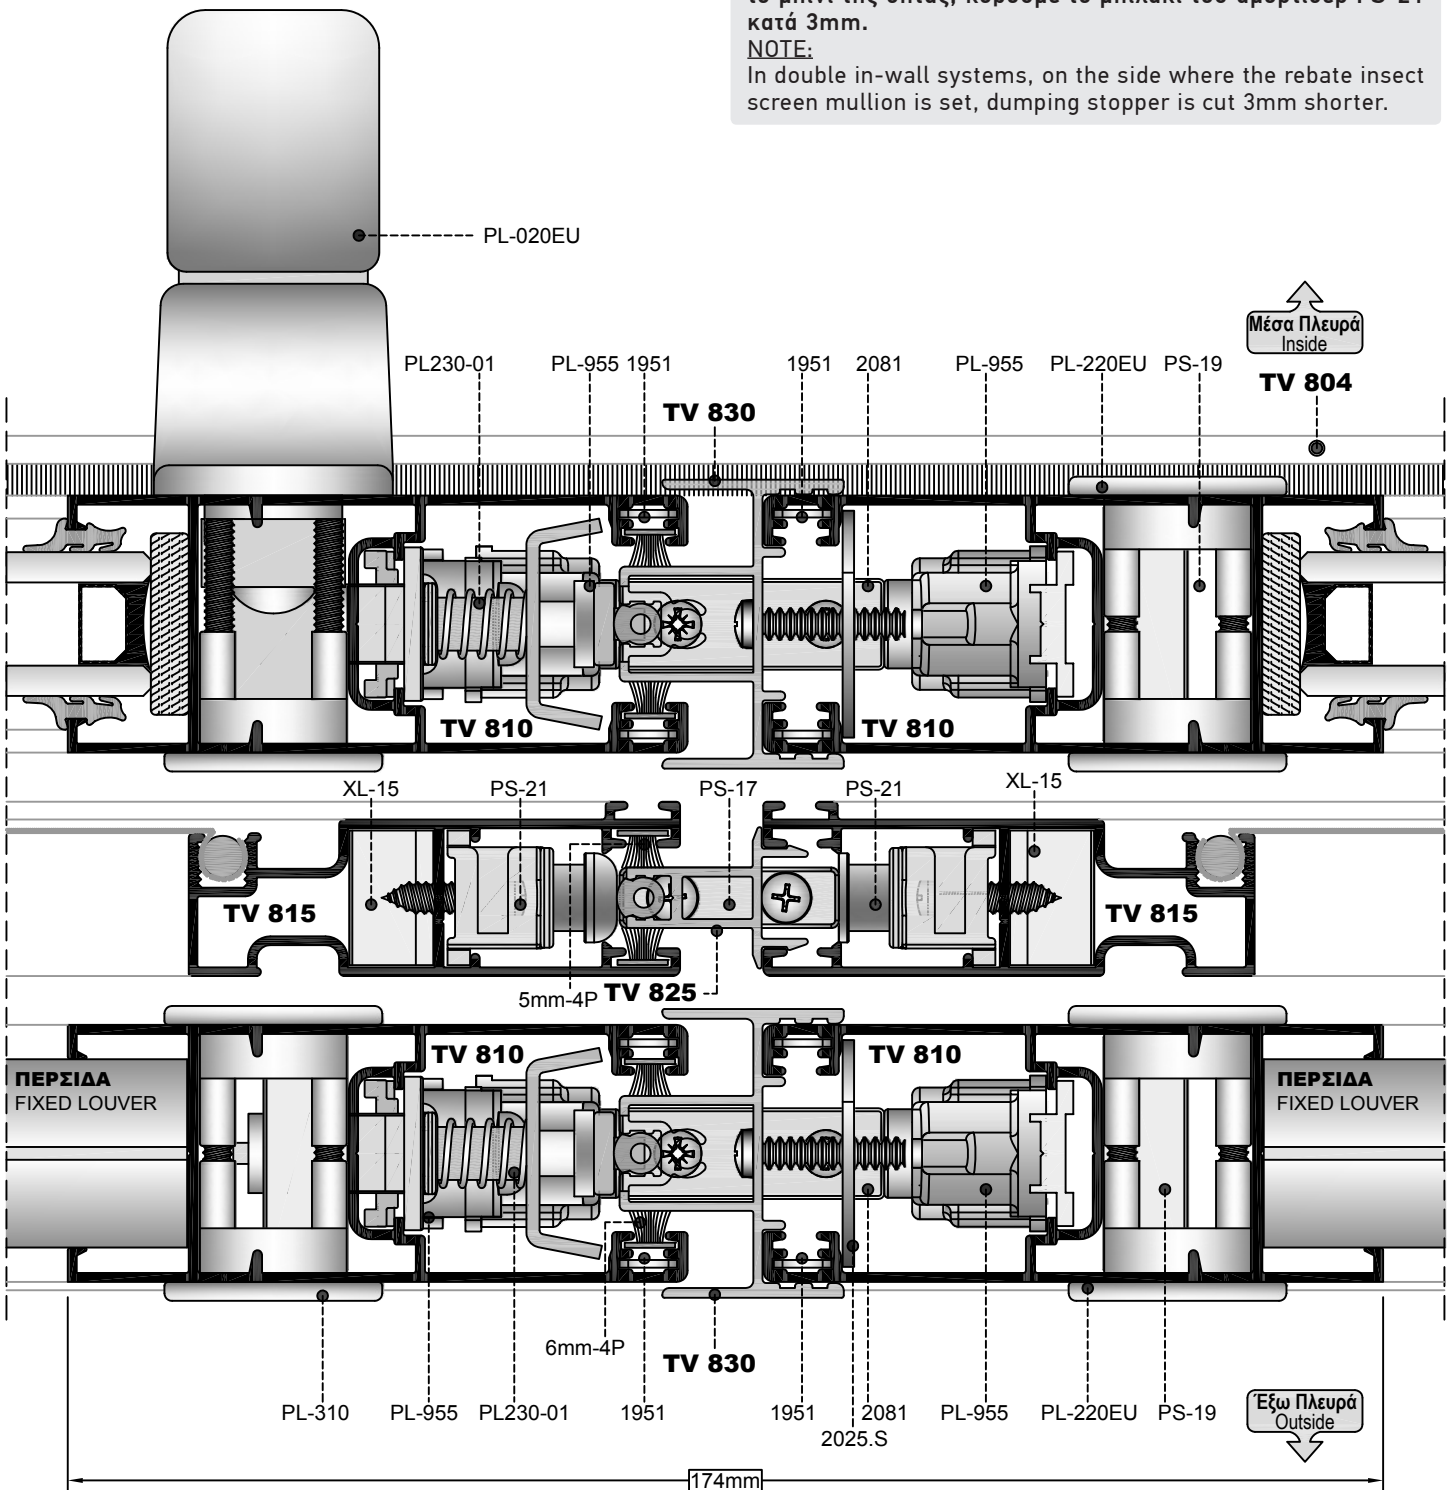 κατά 3mm.
NOTE:
In double in-wall systems, on the side where the rebate insect
screen mullion is set, dumping stopper is cut 3mm shorter.
PL-020EU
Μέσα Πλευρά
Inside
PL230-01 PL-955 1951 1951 2081 PL-955 PL-220EU PS-19
TV 804
TV 830
TV 810 TV 810
XL-15 PS-21 PS-17 PS-21 XL-15
TV 815 TV 815
5mm-4P TV 825
TV 810 TV 810
ΠΕΡΣΙΔΑ
FIXED LOUVER
ΠΕΡΣΙΔΑ
FIXED LOUVER
6mm-4P
TV 830
PL-310 PL-955 PL230-01 1951 1951 2081 PL-955 PL-220EU PS-19
2025.S
Έξω Πλευρά
Outside
174mm